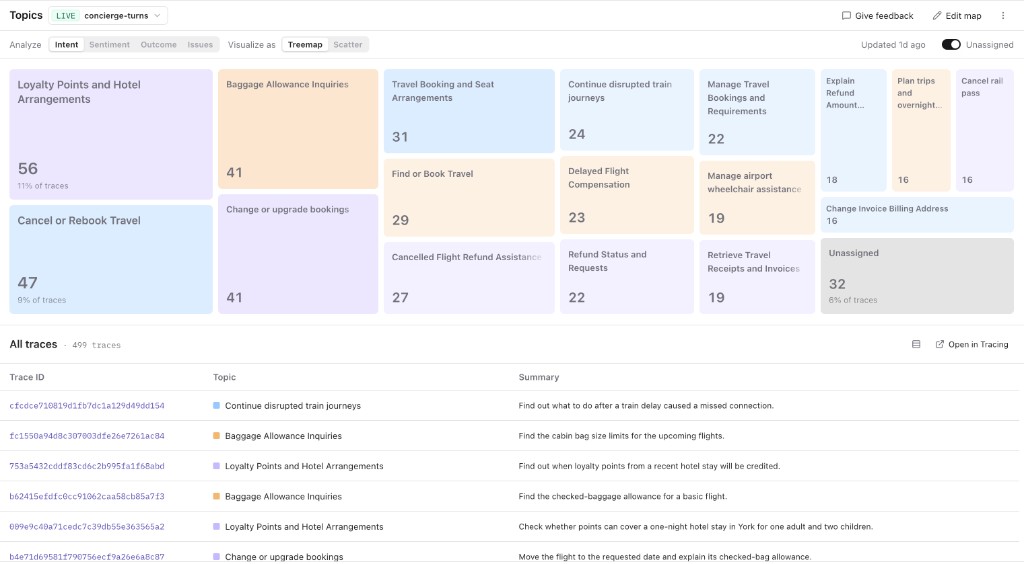 Topics LIVE concierge-turns Give feedback Edit map
Analyze Intent Sentiment Outcome Issues Visualize as Treemap Scatter Updated 1d ago Unassigned
Loyalty Points and Hotel
Arrangements
56
11% of traces
Cancel or Rebook Travel
47
9% of traces
Baggage Allowance Inquiries
41
Change or upgrade bookings
41
Travel Booking and Seat
Arrangements
31
Find or Book Travel
29
Cancelled Flight Refund Assistance
27
Continue disrupted train
journeys
24
Delayed Flight
Compensation
23
Refund Status and
Requests
22
Manage Travel
Bookings and
Requirements
22
Manage airport
wheelchair assistance
19
Retrieve Travel
Receipts and Invoices
19
Explain
Refund
Amount...
18
Plan trips
and
overnight...
16
Cancel rail
pass
16
Change Invoice Billing Address
16
Unassigned
32
6% of traces
All traces · 499 traces Open in Tracing
Trace ID Topic Summary
cfcdce710819d1fb7dc1a129d49dd154 Continue disrupted train journeys Find out what to do after a train delay caused a missed connection.
fc1550a94d8c307003dfe26e7261ac84 Baggage Allowance Inquiries Find the cabin bag size limits for the upcoming flights.
753a5432cddf83cd6c2b995fa1f68abd Loyalty Points and Hotel Arrangements Find out when loyalty points from a recent hotel stay will be credited.
b62415efdfc0cc91062caa58cb85a7f3 Baggage Allowance Inquiries Find the checked-baggage allowance for a basic flight.
009e9c40a71cedc7c39db55e363565a2 Loyalty Points and Hotel Arrangements Check whether points can cover a one-night hotel stay in York for one adult and two children.
b4e71d69581f790756ecf9a26e6a8c87 Change or upgrade bookings Move the flight to the requested date and explain its checked-bag allowance.